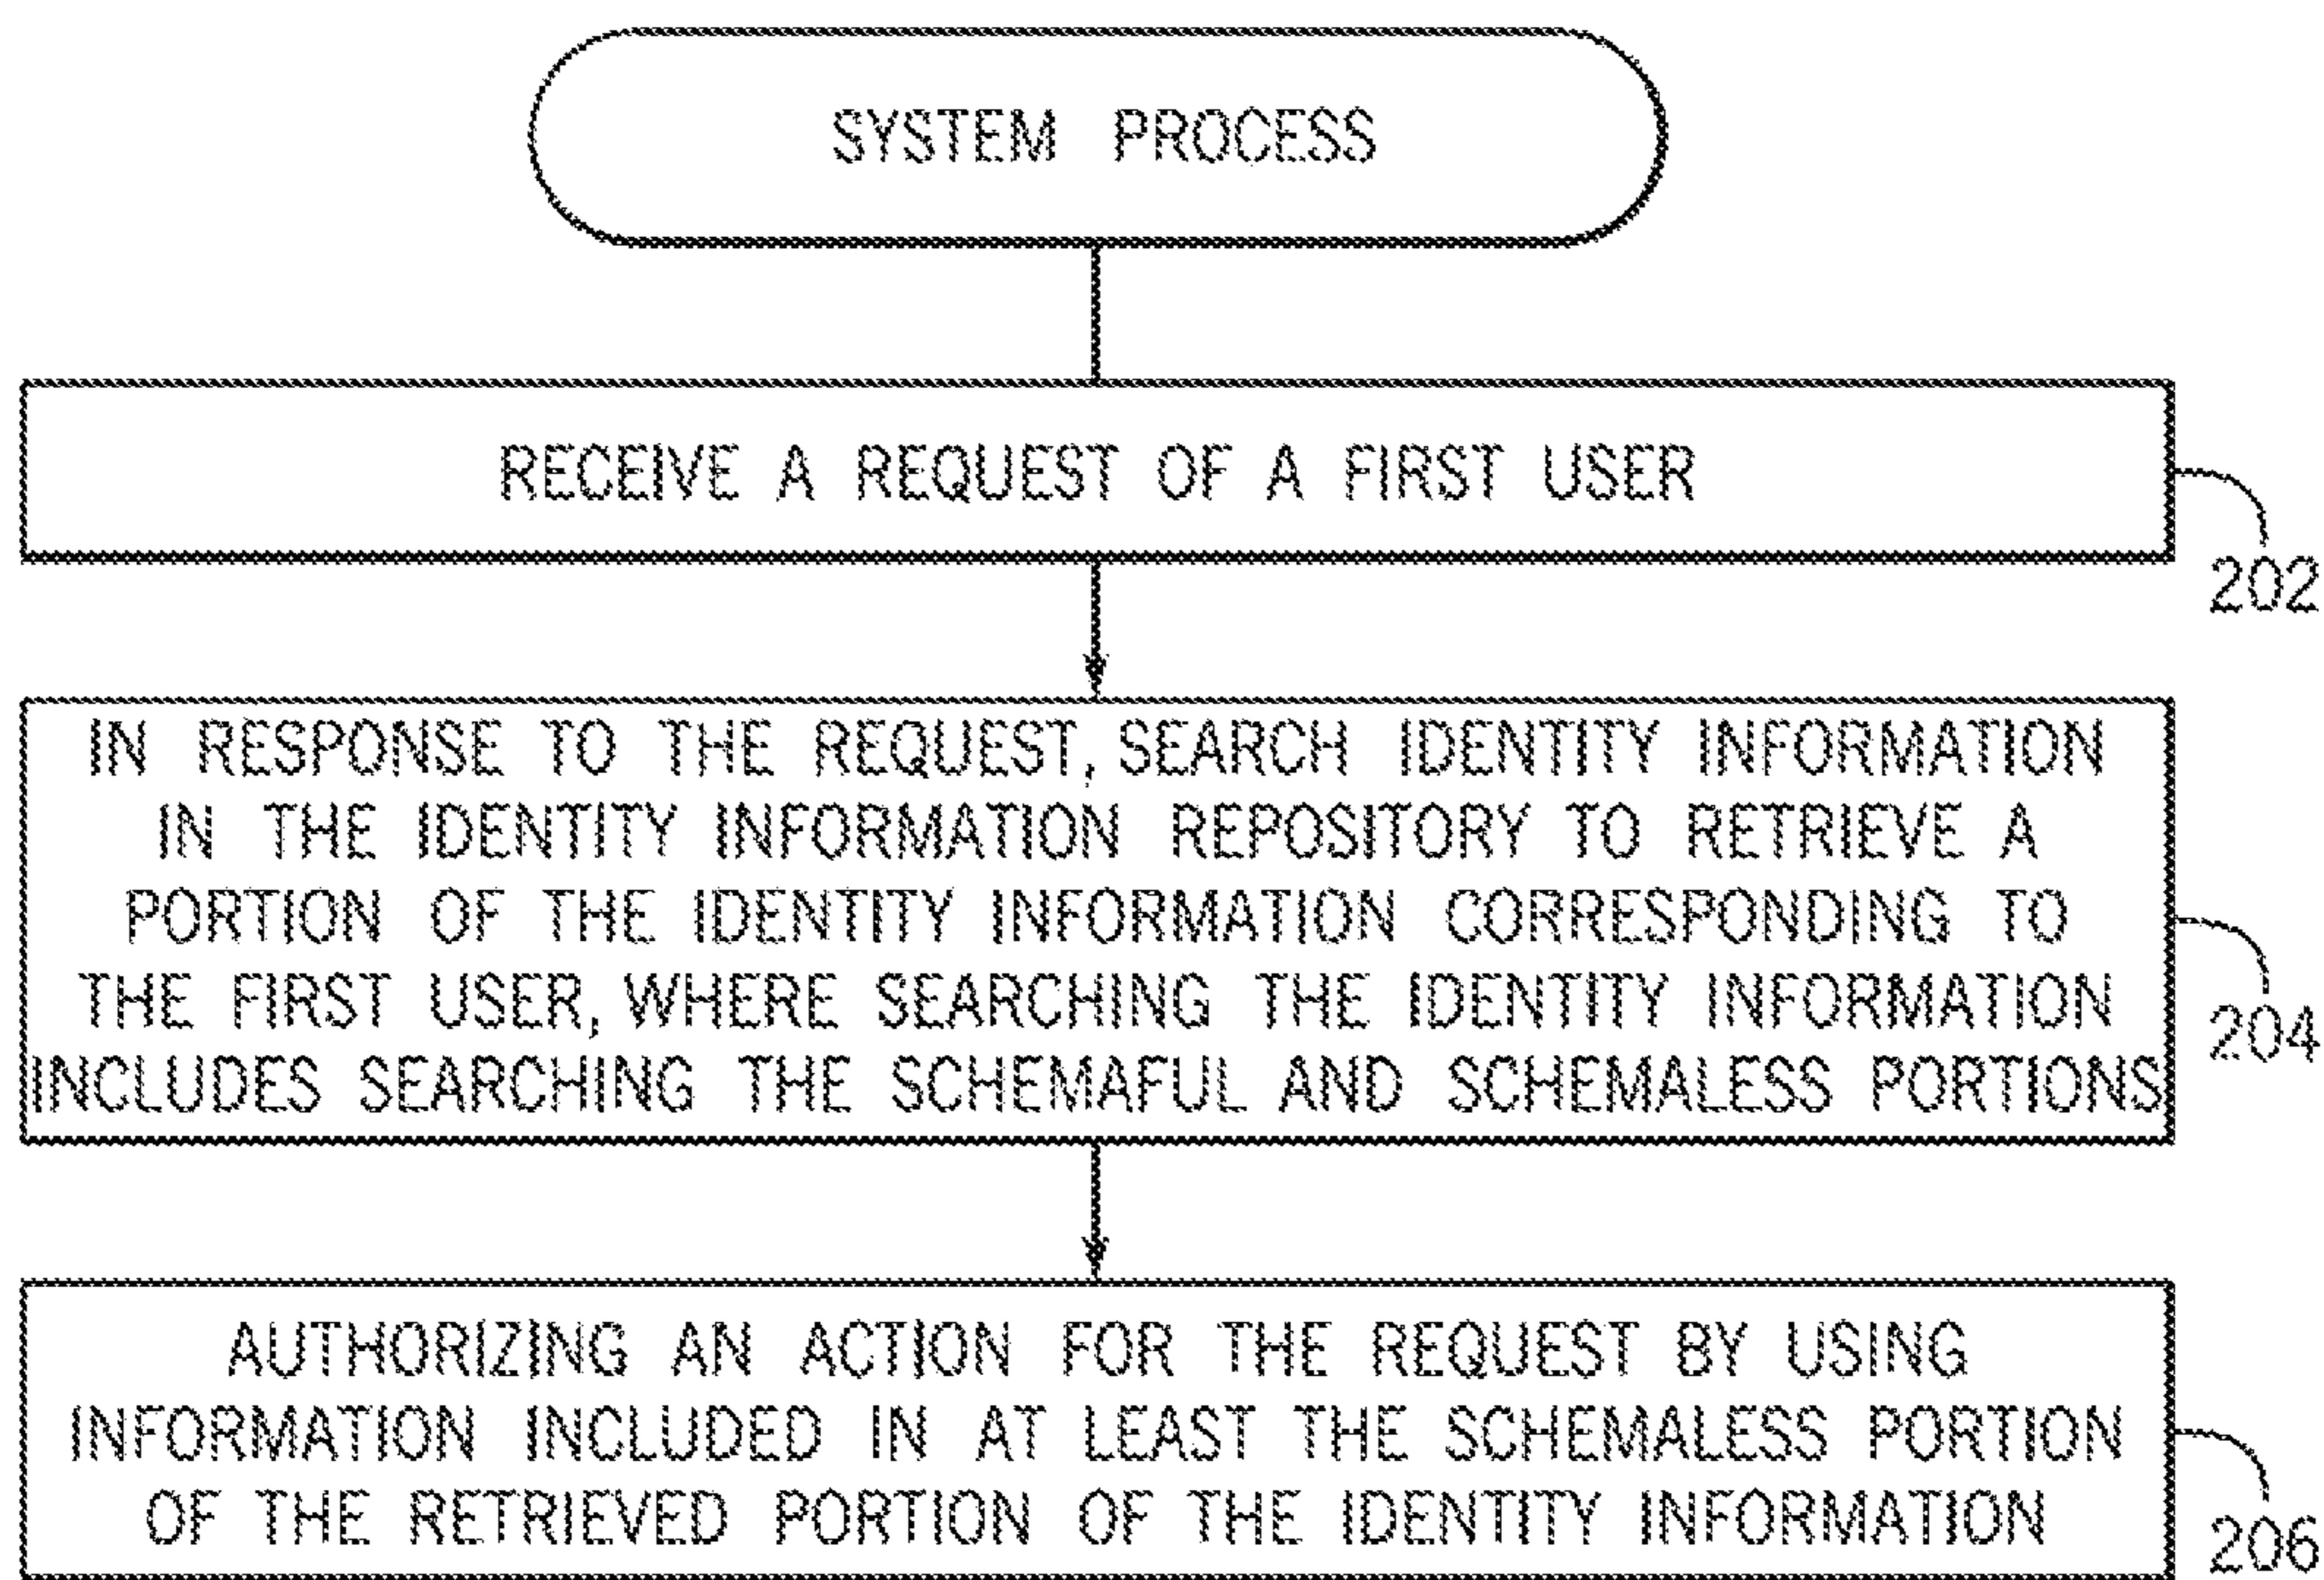 SYSTEM PROCESS
RECEIVE A REQUEST OF A FIRST USER
202
IN RESPONSE TO THE REQUEST, SEARCH IDENTITY INFORMATION
IN THE IDENTITY INFORMATION REPOSITORY TO RETRIEVE A
PORTION OF THE IDENTITY INFORMATION CORRESPONDING TO
THE FIRST USER, WHERE SEARCHING THE IDENTITY INFORMATION
INCLUDES SEARCHING THE SCHEMAFUL AND SCHEMALESS PORTIONS
204
AUTHORIZING AN ACTION FOR THE REQUEST BY USING
INFORMATION INCLUDED IN AT LEAST THE SCHEMALESS PORTION
OF THE RETRIEVED PORTION OF THE IDENTITY INFORMATION
206